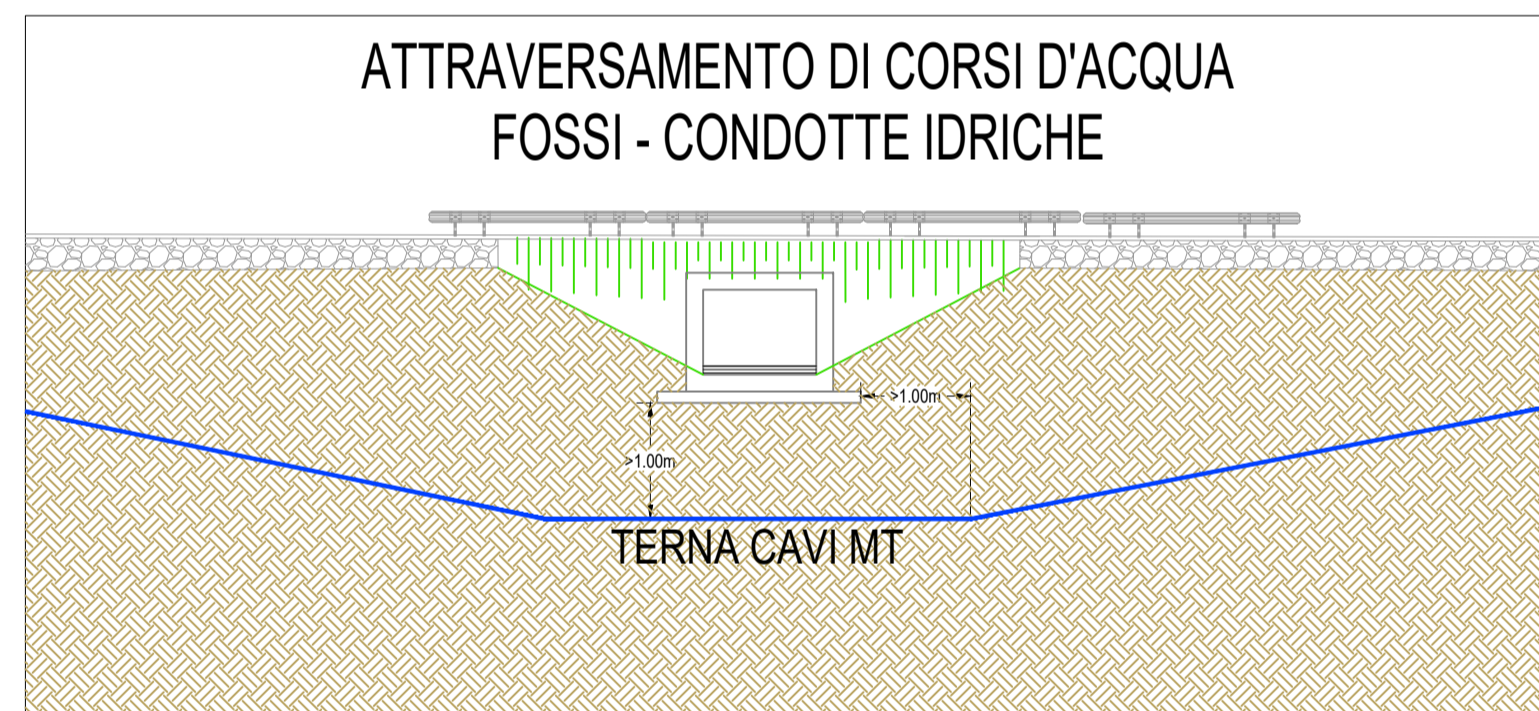 ATTRAVERSAMENTO DI CORSI D'ACQUA
FOSSI - CONDOTTE IDRICHE
>1.00m
>1.00m
TERNA CAVI MT